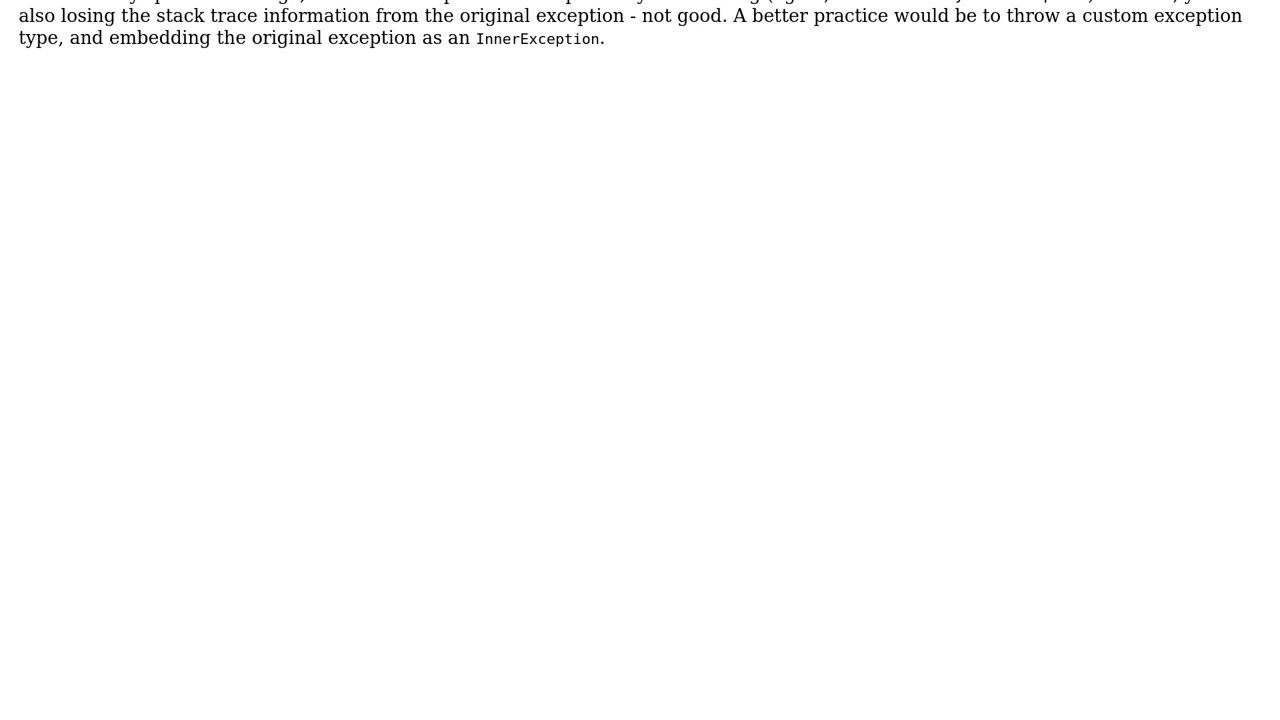 also losing the stack trace information from the original exception - not good. A better practice would be to throw a custom exception
type, and embedding the original exception as an InnerException.